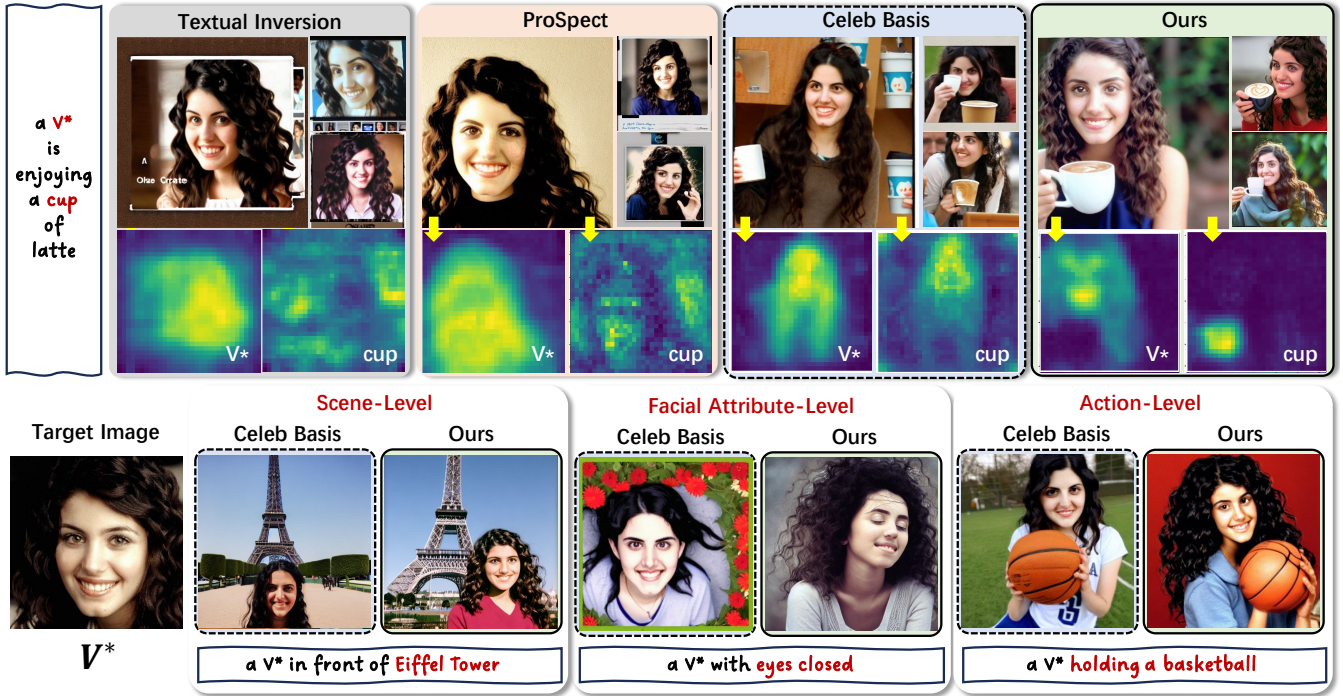 Textual Inversion
ProSpect
Celeb Basis
Ours
a V*
is
enjoying
a cup
of
latte
V*
cup
V*
cup
V*
cup
V*
cup
Scene-Level
Facial Attribute-Level
Action-Level
Target Image
Celeb Basis
Ours
Celeb Basis
Ours
Celeb Basis
Ours
V*
a V* in front of Eiffel Tower
a V* with eyes closed
a V* holding a basketball